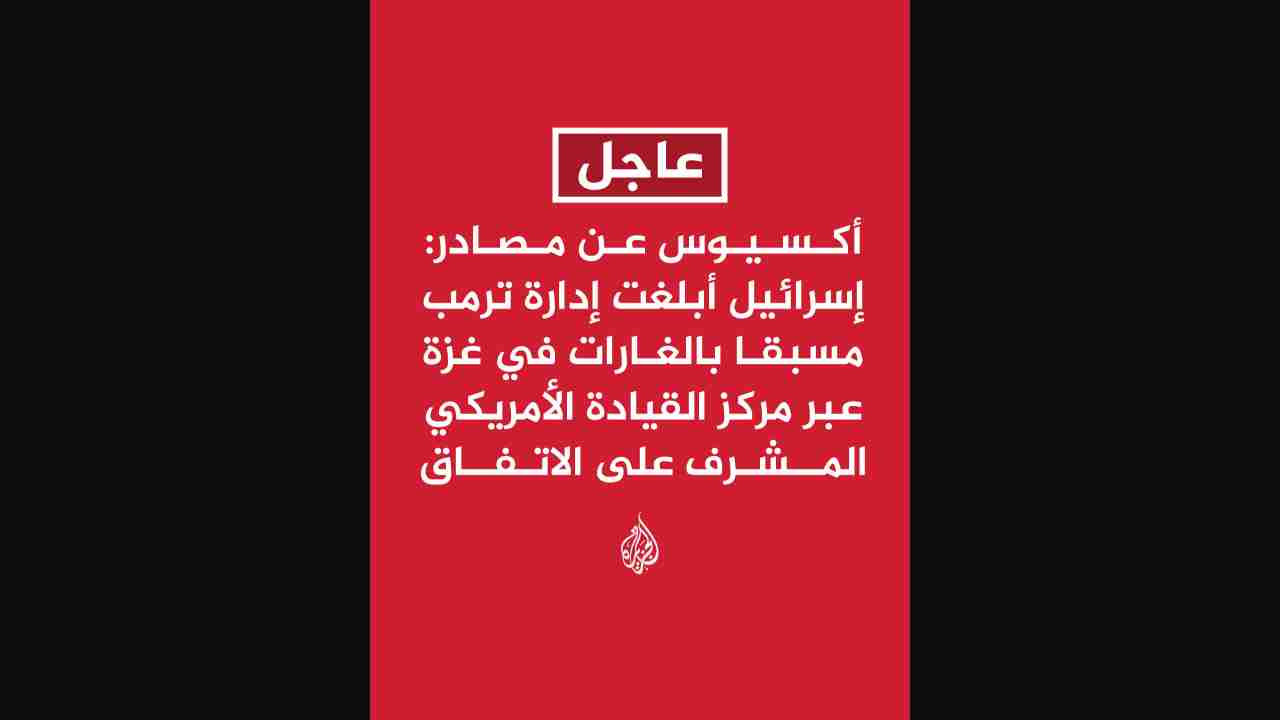 عاجل
أكسيوس عن مصادر:
إسرائيل أبلغت إدارة ترمب
مسبقا بالغارات في غزة
عبر مركز القيادة الأمريكي
المشرف على الاتفاق
الجزيرة